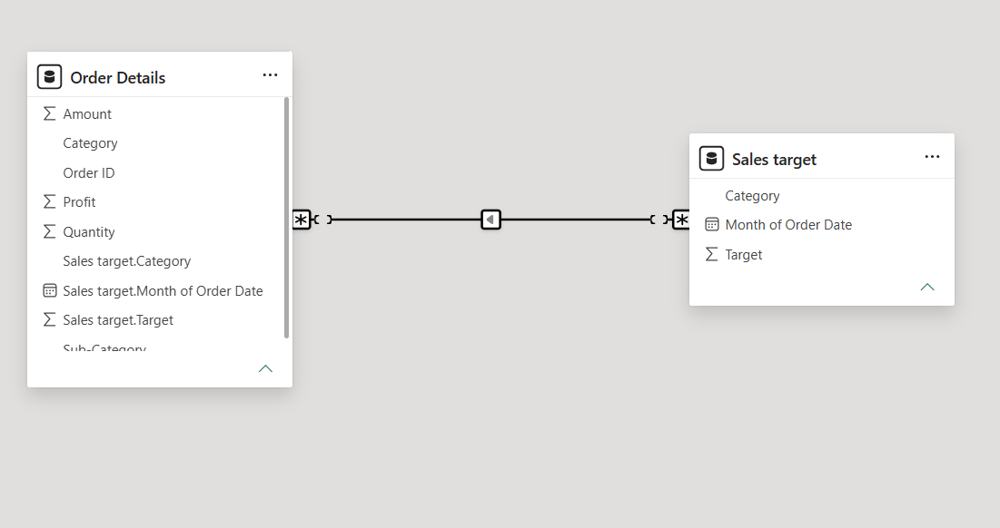 Order Details
Amount
Category
Order ID
Profit
Quantity
Sales target.Category
Sales target.Month of Order Date
Sales target.Target
Sub-Category
Sales target
Category
Month of Order Date
Target